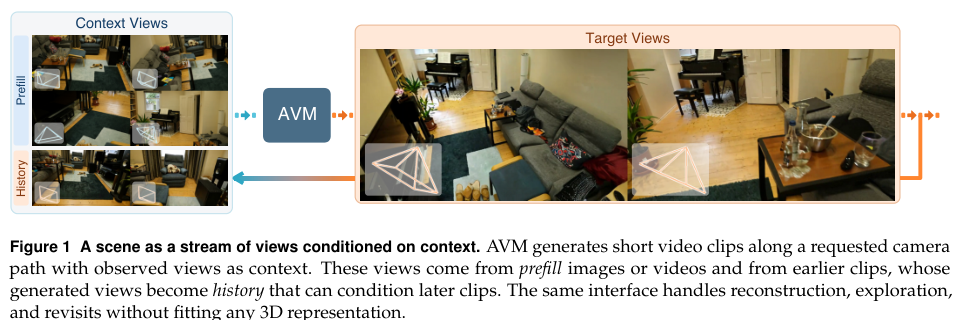 Context Views
Target Views
Prefill
AVM
History
Figure 1 A scene as a stream of views conditioned on context. AVM generates short video clips along a requested camera
path with observed views as context. These views come from prefill images or videos and from earlier clips, whose
generated views become history that can condition later clips. The same interface handles reconstruction, exploration,
and revisits without fitting any 3D representation.